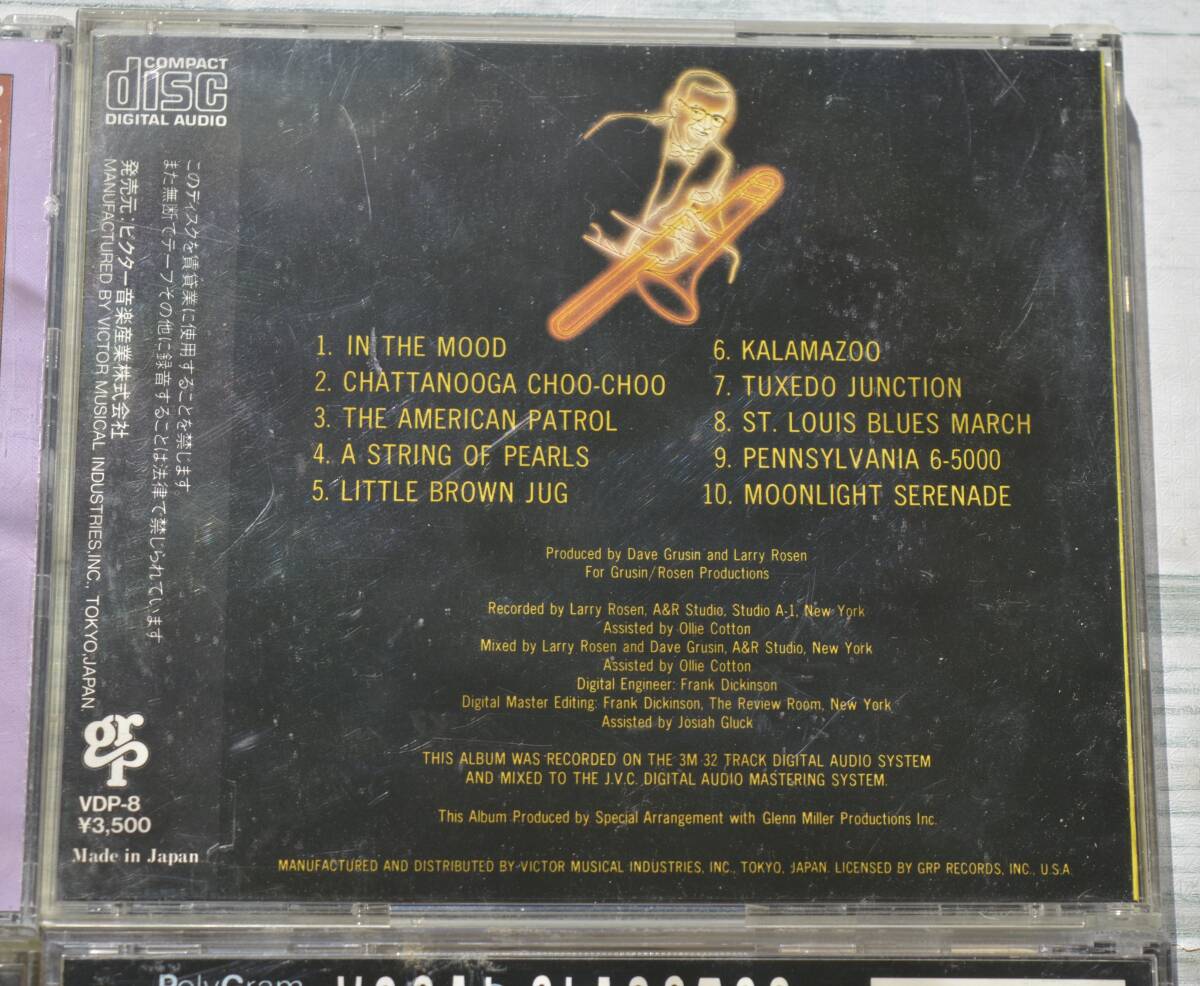 COMPACT
disc
DIGITAL AUDIO
このディスクを賃貸業に使用することを禁じます。
また無断でテープその他に録音することは法律で禁じられています
発売元:ビクター音楽産業株式会社
MANUFACTURED BY VICTOR MUSICAL INDUSTRIES, INC., TOKYO, JAPAN
grp
VDP-8
¥3,500
Made in Japan
1. IN THE MOOD
2. CHATTANOOGA CHOO-CHOO
3. THE AMERICAN PATROL
4. A STRING OF PEARLS
5. LITTLE BROWN JUG
6. KALAMAZOO
7. TUXEDO JUNCTION
8. ST. LOUIS BLUES MARCH
9. PENNSYLVANIA 6-5000
10. MOONLIGHT SERENADE
Produced by Dave Grusin and Larry Rosen
For Grusin/Rosen Productions
Recorded by Larry Rosen, A&R Studio, Studio A-1, New York
Assisted by Ollie Cotton
Mixed by Larry Rosen and Dave Grusin, A&R Studio, New York
Assisted by Ollie Cotton
Digital Engineer: Frank Dickinson
Digital Master Editing: Frank Dickinson, The Review Room, New York
Assisted by Josiah Gluck
THIS ALBUM WAS RECORDED ON THE 3M 32 TRACK DIGITAL AUDIO SYSTEM
AND MIXED TO THE J.V.C. DIGITAL AUDIO MASTERING SYSTEM.
This Album Produced by Special Arrangement with Glenn Miller Productions Inc.
MANUFACTURED AND DISTRIBUTED BY VICTOR MUSICAL INDUSTRIES, INC., TOKYO, JAPAN. LICENSED BY GRP RECORDS, INC., U.S.A.
PolyGram